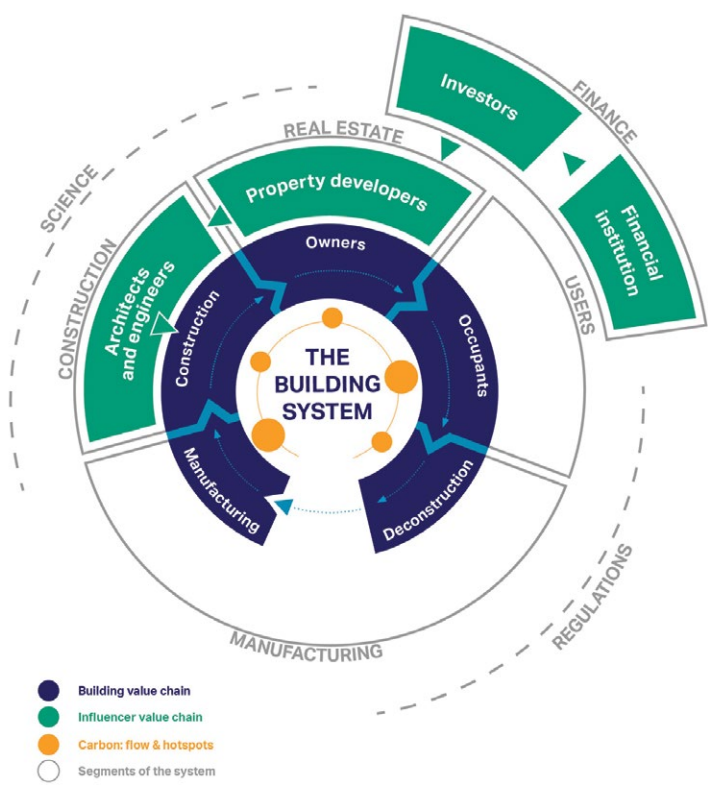 Investors
FINANCE
Financial
institution
REAL ESTATE
Property developers
SCIENCE
CONSTRUCTION
Architects
and engineers
Owners
Construction
Occupants
USERS
THE
BUILDING
SYSTEM
Manufacturing
Deconstruction
MANUFACTURING
REGULATIONS
Building value chain
Influencer value chain
Carbon: flow & hotspots
Segments of the system